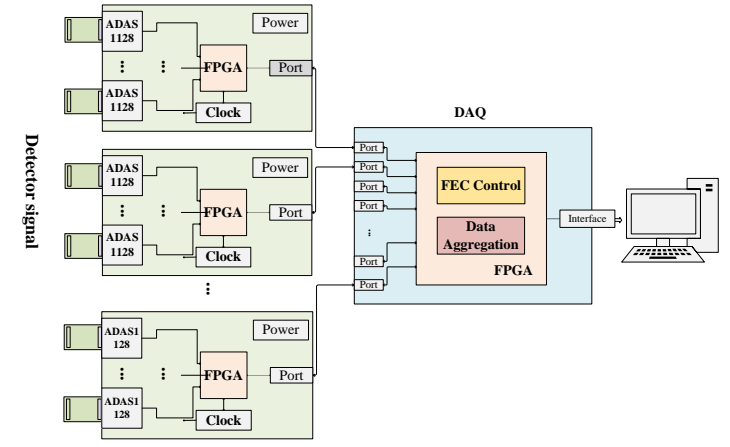 Detector signal
ADAS
1128
Power
FPGA
Port
ADAS
1128
Clock
ADAS
1128
Power
FPGA
Port
ADAS
1128
Clock
ADAS1
128
Power
FPGA
Port
ADAS1
128
Clock
DAQ
Port
Port
Port
Port
Port
Port
FEC Control
Data
Aggregation
FPGA
Interface